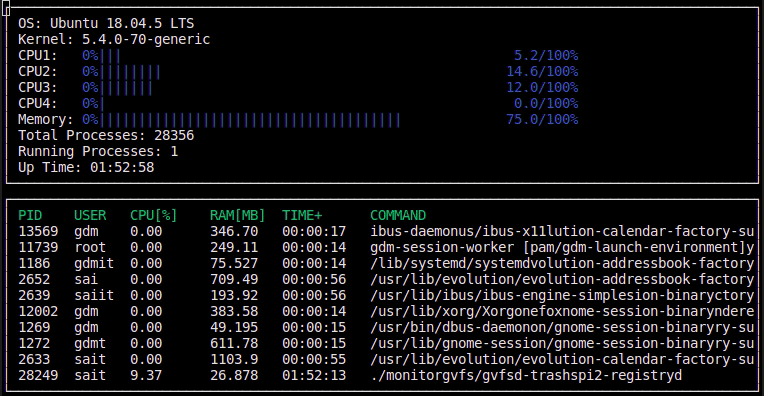 OS: Ubuntu 18.04.5 LTS
Kernel: 5.4.0-70-generic
CPU1: 0%||| 5.2/100%
CPU2: 0%|||||||| 14.6/100%
CPU3: 0%||||||| 12.0/100%
CPU4: 0%| 0.0/100%
Memory: 0%|||||||||||||||||||||||||||||||||||||| 75.0/100%
Total Processes: 28356
Running Processes: 1
Up Time: 01:52:58
PID USER CPU[%] RAM[MB] TIME+ COMMAND
13569 gdm 0.00 346.70 00:00:17 ibus-daemonus/ibus-x11lution-calendar-factory-su
11739 root 0.00 249.11 00:00:14 gdm-session-worker [pam/gdm-launch-environment]y
1186 gdmit 0.00 75.527 00:00:14 /lib/systemd/systemdvolution-addressbook-factory
2652 sai 0.00 709.49 00:00:56 /usr/lib/evolution/evolution-addressbook-factory
2639 saiit 0.00 193.92 00:00:56 /usr/lib/ibus/ibus-engine-simplesion-binaryctory
12002 gdm 0.00 383.58 00:00:14 /usr/lib/xorg/Xorgonefoxnome-session-binaryndere
1269 gdm 0.00 49.195 00:00:15 /usr/bin/dbus-daemonon/gnome-session-binaryry-su
1272 gdmt 0.00 611.78 00:00:15 /usr/lib/gnome-session/gnome-session-binaryry-su
2633 sait 0.00 1103.9 00:00:55 /usr/lib/evolution/evolution-calendar-factory-su
28249 sait 9.37 26.878 01:52:13 ./monitorgvfs/gvfsd-trashspi2-registryd